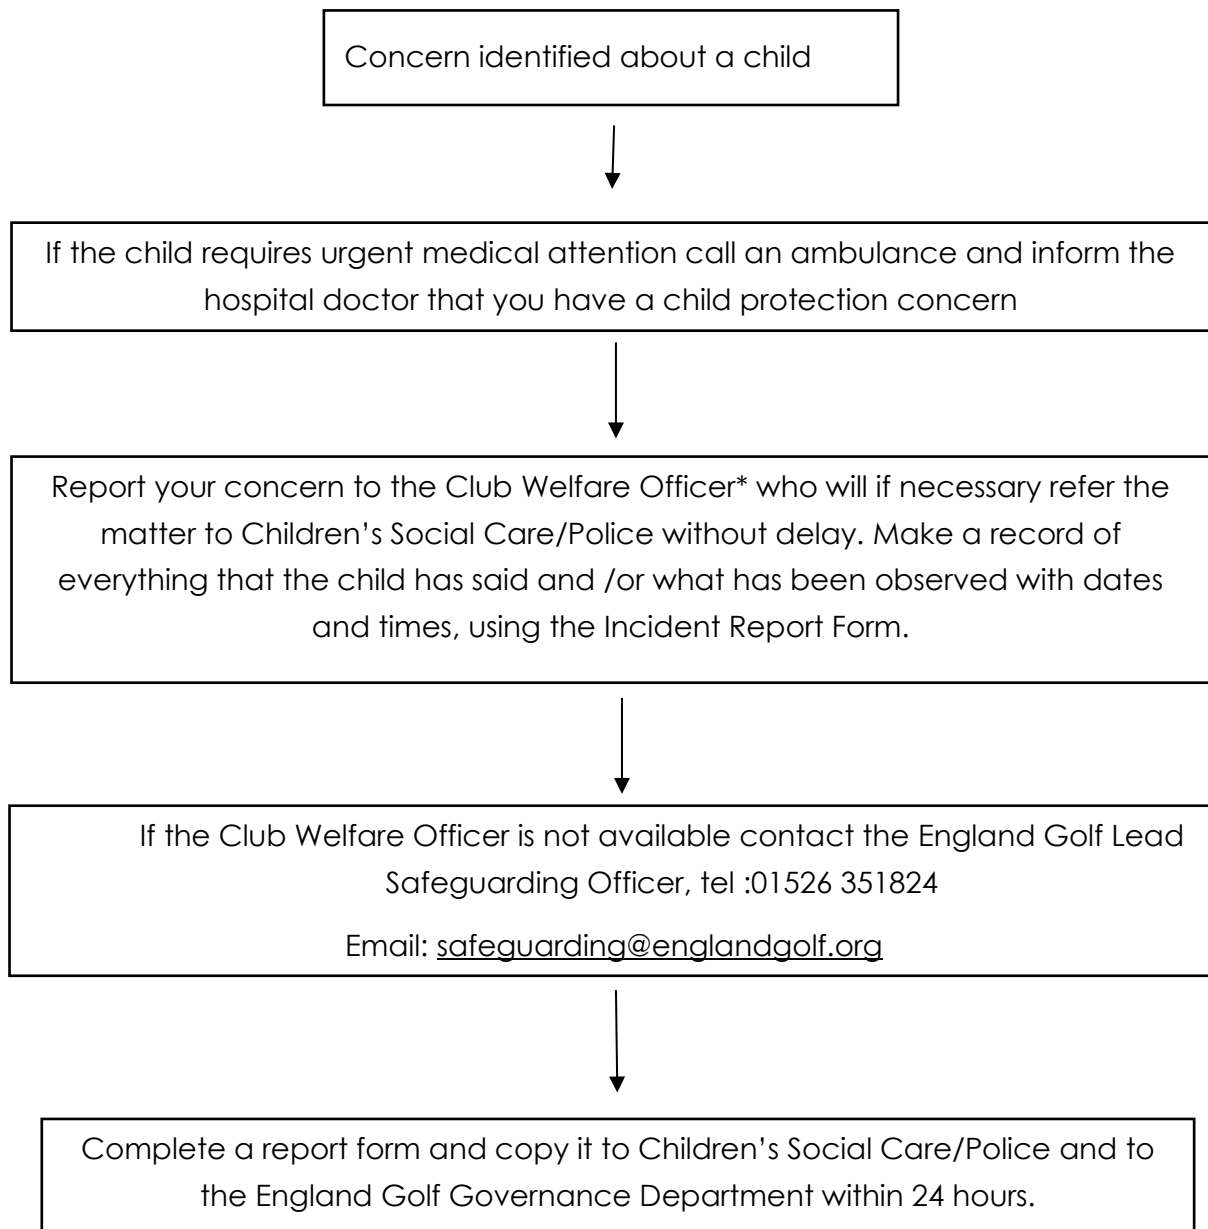 Concern identified about a child
If the child requires urgent medical attention call an ambulance and inform the
hospital doctor that you have a child protection concern
Report your concern to the Club Welfare Officer* who will if necessary refer the
matter to Children’s Social Care/Police without delay. Make a record of
everything that the child has said and /or what has been observed with dates
and times, using the Incident Report Form.
If the Club Welfare Officer is not available contact the England Golf Lead
Safeguarding Officer, tel :01526 351824
Email: safeguarding@englandgolf.org
Complete a report form and copy it to Children’s Social Care/Police and to
the England Golf Governance Department within 24 hours.